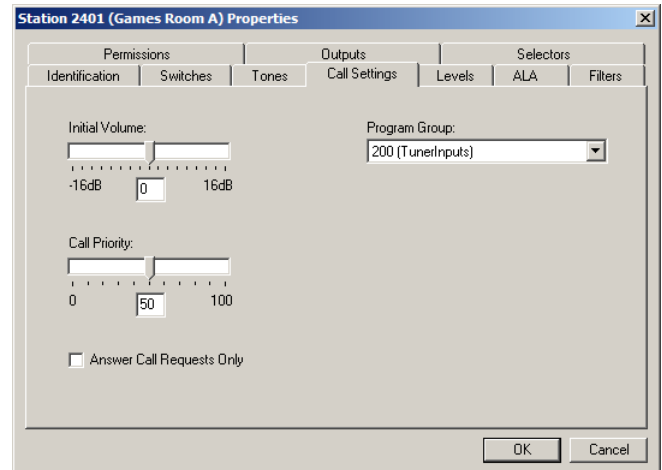 Station 2401 (Games Room A) Properties
Permissions Outputs Selectors
Identification Switches Tones Call Settings Levels ALA Filters
Initial Volume: Program Group:
200 (TunerInputs)
-16dB 0 16dB
Call Priority:
0 50 100
Answer Call Requests Only
OK Cancel